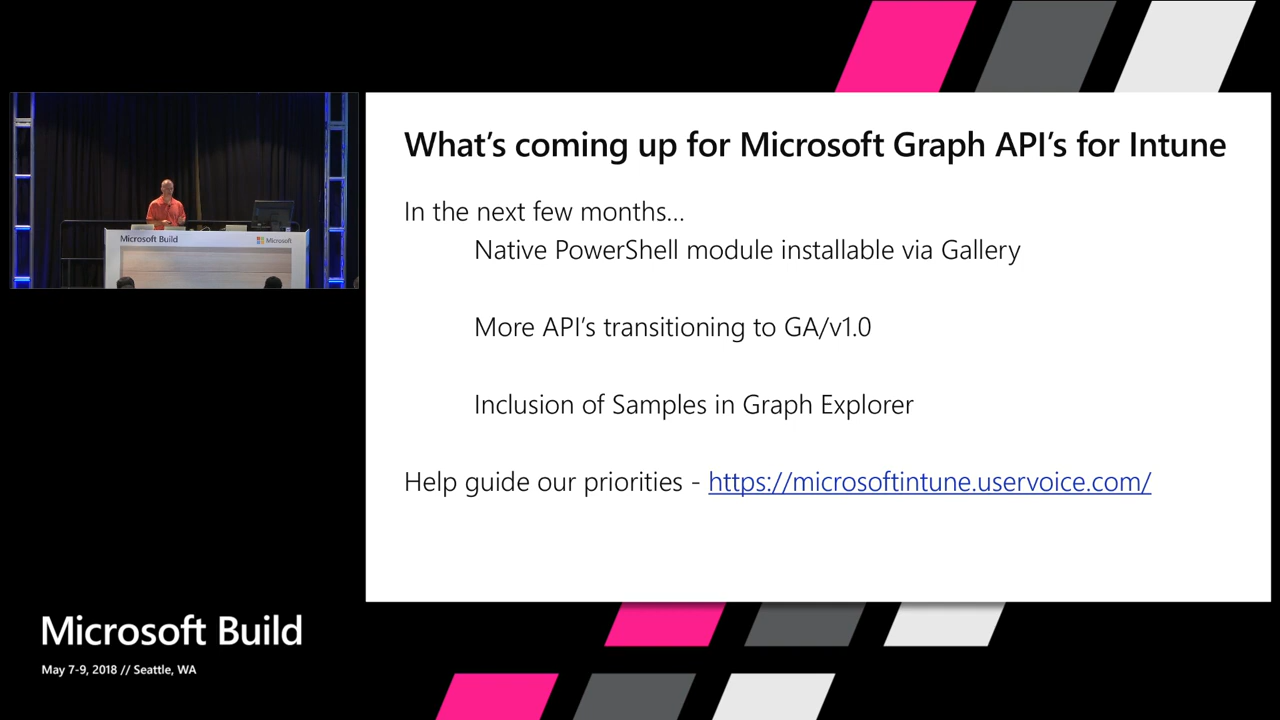 What's coming up for Microsoft Graph API's for Intune
In the next few months...
Native PowerShell module installable via Gallery
More API's transitioning to GA/v1.0
Inclusion of Samples in Graph Explorer
Help guide our priorities - https://microsoftintune.uservoice.com/
Microsoft Build
Microsoft
Microsoft Build
May 7-9, 2018 // Seattle, WA